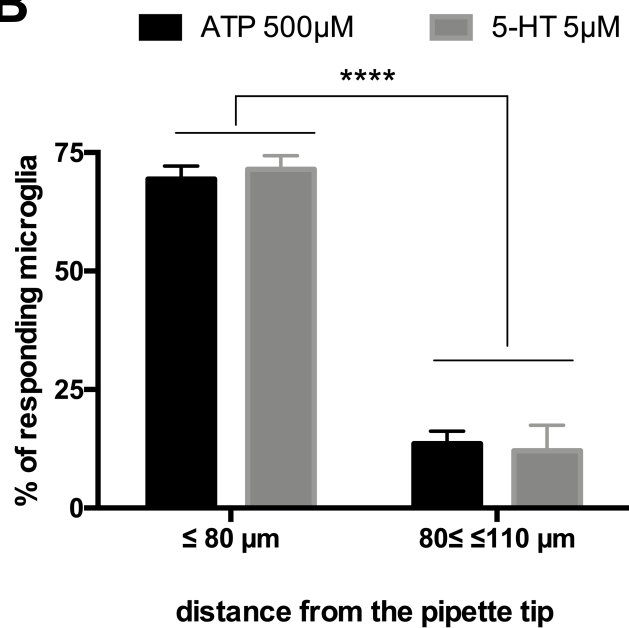 B
ATP 500µM
5-HT 5µM
****
75
50
25
0
% of responding microglia
≤ 80 µm
80≤ ≤110 µm
distance from the pipette tip